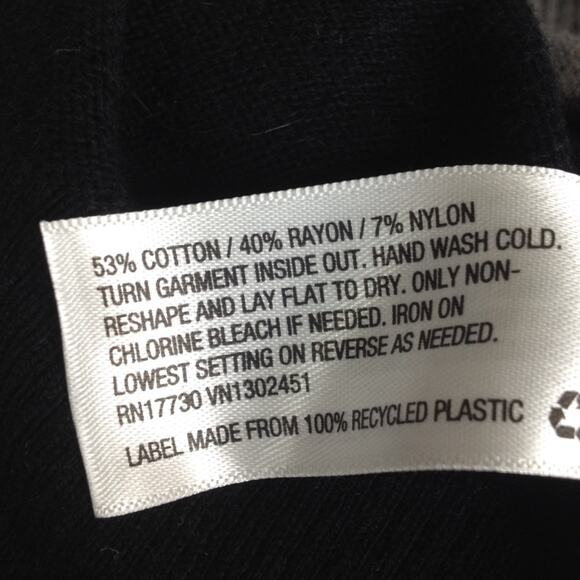 53% COTTON / 40% RAYON / 7% NYLON
TURN GARMENT INSIDE OUT. HAND WASH COLD.
RESHAPE AND LAY FLAT TO DRY. ONLY NON-
CHLORINE BLEACH IF NEEDED. IRON ON
LOWEST SETTING ON REVERSE AS NEEDED.
RN17730 VN1302451
LABEL MADE FROM 100% RECYCLED PLASTIC